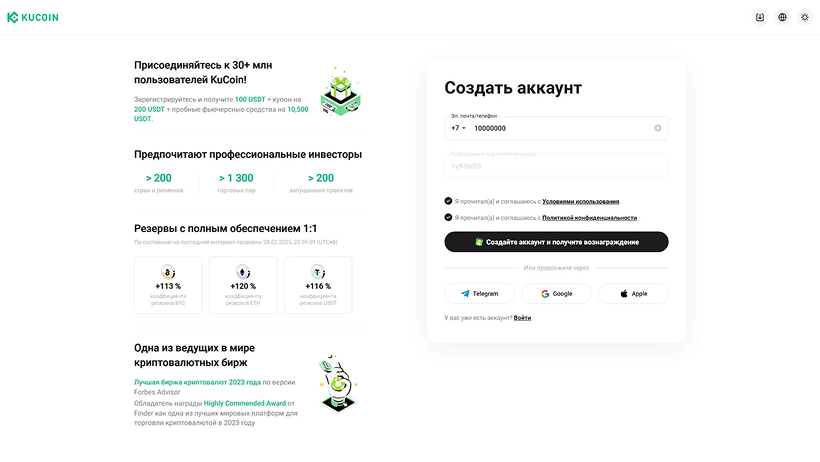 KUCOIN
Присоединяйтесь к 30+ млн
пользователей KuCoin!
Зарегистрируйтесь и получите 100 USDT + купон на
200 USDT + пробные фьючерсные средства на 10,500
USDT.
Предпочитают профессиональные инвесторы
> 200
стран и регионов
> 1 300
торговых пар
> 200
запущенных проектов
Резервы с полным обеспечением 1:1
По состоянию на последний интервал проверки 28.02.2025, 23:59:59 (UTC+8)
+113 %
коэффициента
резервов BTC
+120 %
коэффициента
резервов ETH
+116 %
коэффициента
резервов USDT
Одна из ведущих в мире
криптовалютных бирж
Лучшая биржа криптовалют 2023 года по версии
Forbes Advisor
Обладатель награды Highly Commended Award от
Finder как одна из лучших мировых платформ для
торговли криптовалютой в 2023 году
Создать аккаунт
Эл. почта/телефон
+7 10000000
Я прочитал(а) и соглашаюсь с Условиями использования
Я прочитал(а) и соглашаюсь с Политикой конфиденциальности
Создайте аккаунт и получите вознаграждение
Или продолжите через
Telegram
Google
Apple
У вас уже есть аккаунт? Войти